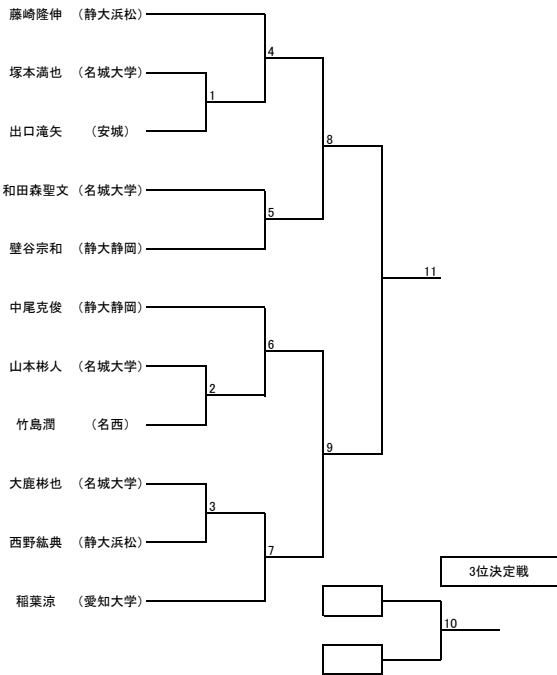 藤崎隆伸 （静大浜松）
4
塚本満也 （名城大学）
1
出口滝矢 （安城）
8
和田森聖文 （名城大学）
5
壁谷宗和 （静大静岡）
11
中尾克俊 （静大静岡）
6
山本彬人 （名城大学）
2
竹島潤 （名西）
9
大鹿彬也 （名城大学）
3
西野紘典 （静大浜松）
7
3位決定戦
稲葉涼 （愛知大学）
10